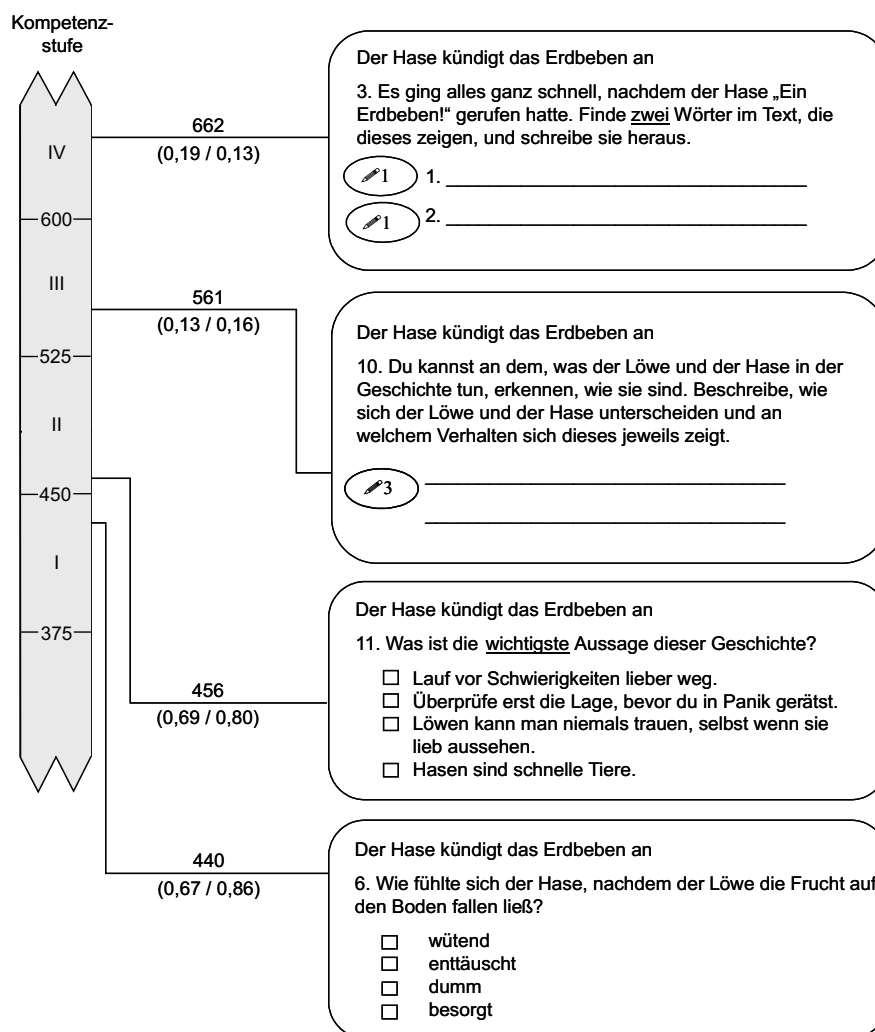 Kompetenz-
stufe
IV
600
III
525
II
450
I
375
662
(0,19 / 0,13)
Der Hase kündigt das Erdbeben an
3. Es ging alles ganz schnell, nachdem der Hase „Ein
Erdbeben!“ gerufen hatte. Finde zwei Wörter im Text, die
dieses zeigen, und schreibe sie heraus.
1 1.
1 2.
561
(0,13 / 0,16)
Der Hase kündigt das Erdbeben an
10. Du kannst an dem, was der Löwe und der Hase in der
Geschichte tun, erkennen, wie sie sind. Beschreibe, wie
sich der Löwe und der Hase unterscheiden und an
welchem Verhalten sich dieses jeweils zeigt.
3
456
(0,69 / 0,80)
Der Hase kündigt das Erdbeben an
11. Was ist die wichtigste Aussage dieser Geschichte?
Lauf vor Schwierigkeiten lieber weg.
Überprüfe erst die Lage, bevor du in Panik gerätst.
Löwen kann man niemals trauen, selbst wenn sie
lieb aussehen.
Hasen sind schnelle Tiere.
440
(0,67 / 0,86)
Der Hase kündigt das Erdbeben an
6. Wie fühlte sich der Hase, nachdem der Löwe die Frucht auf
den Boden fallen ließ?
wütend
enttäuscht
dumm
besorgt